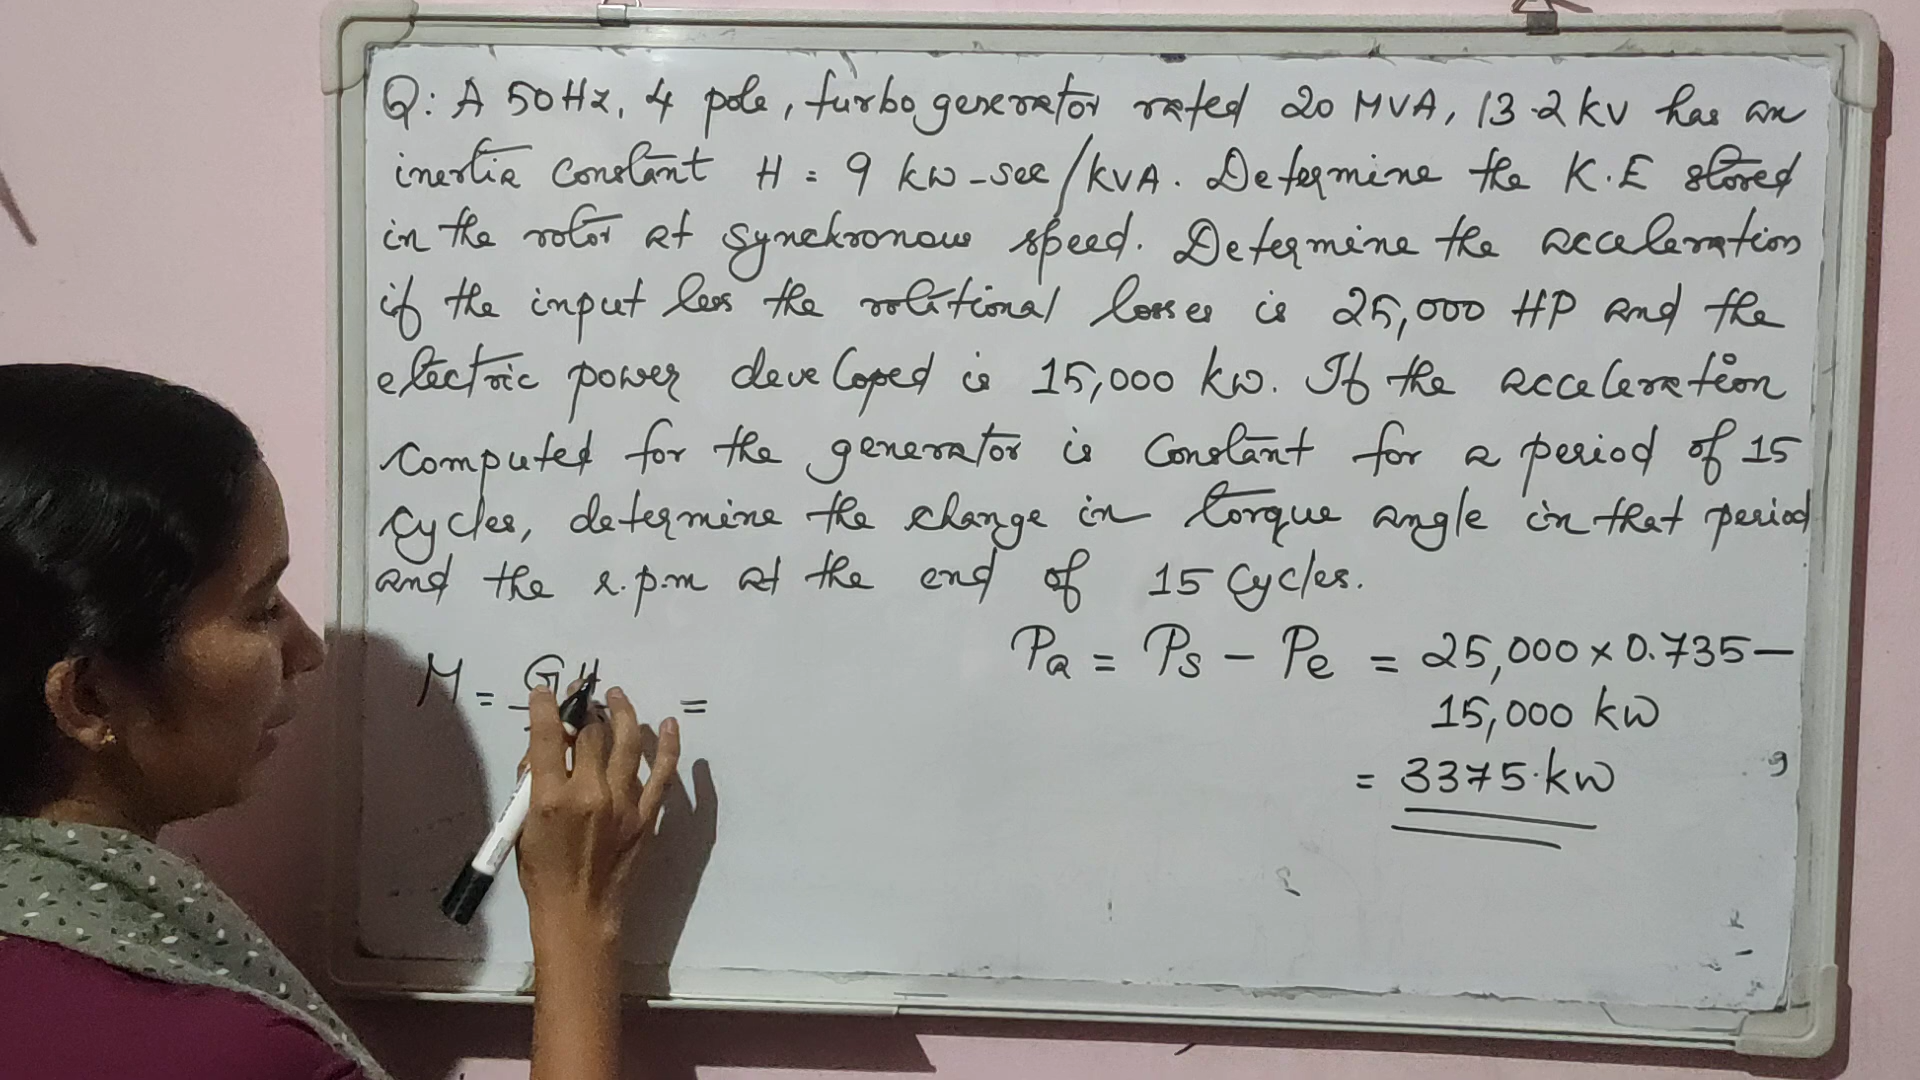 Q: A 50Hz, 4 pole, turbogenerator rated 20 MVA, 13.2 kV has an
inertia constant H = 9 kw-sec/kVA. Determine the K.E stored
in the rotor at synchronous speed. Determine the acceleration
if the input less the rotational losses is 25,000 HP and the
electric power developed is 15,000 kw. If the acceleration
computed for the generator is constant for a period of 15
cycles, determine the change in torque angle in that period
and the r.p.m at the end of 15 cycles.
M = GH =
Pa = Ps - Pe = 25,000 x 0.735 -
15,000 kw
= 3375.kw